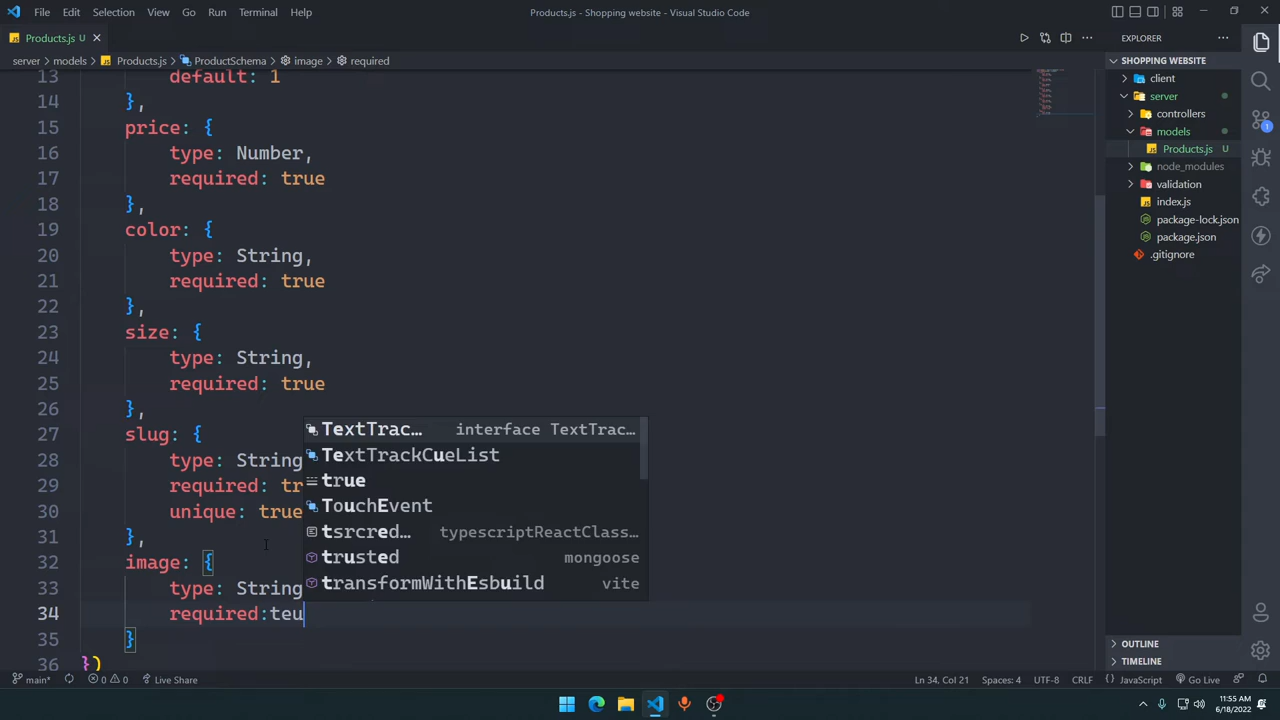 File Edit Selection View Go Run Terminal Help
Products.js - Shopping website - Visual Studio Code
Products.js U
server > models > Products.js > ProductSchema > image > required
13 default: 1
14 },
15 price: {
16 type: Number,
17 required: true
18 },
19 color: {
20 type: String,
21 required: true
22 },
23 size: {
24 type: String,
25 required: true
26 },
27 slug: {
28 type: String
29 required: tr
30 unique: true
31 },
32 image: {
33 type: String
34 required:teu
35 }
36 })
TextTrac… interface TextTrac…
TextTrackCueList
true
TouchEvent
tsrcred… typescriptReactClass…
trusted mongoose
transformWithEsbuild vite
EXPLORER
SHOPPING WEBSITE
client
server
controllers
models
Products.js U
node_modules
validation
index.js
package-lock.json
package.json
.gitignore
OUTLINE
TIMELINE
1
main* 0 0 Live Share
Ln 34, Col 21 Spaces: 4 UTF-8 CRLF {} JavaScript Go Live
11:55 AM
6/18/2022